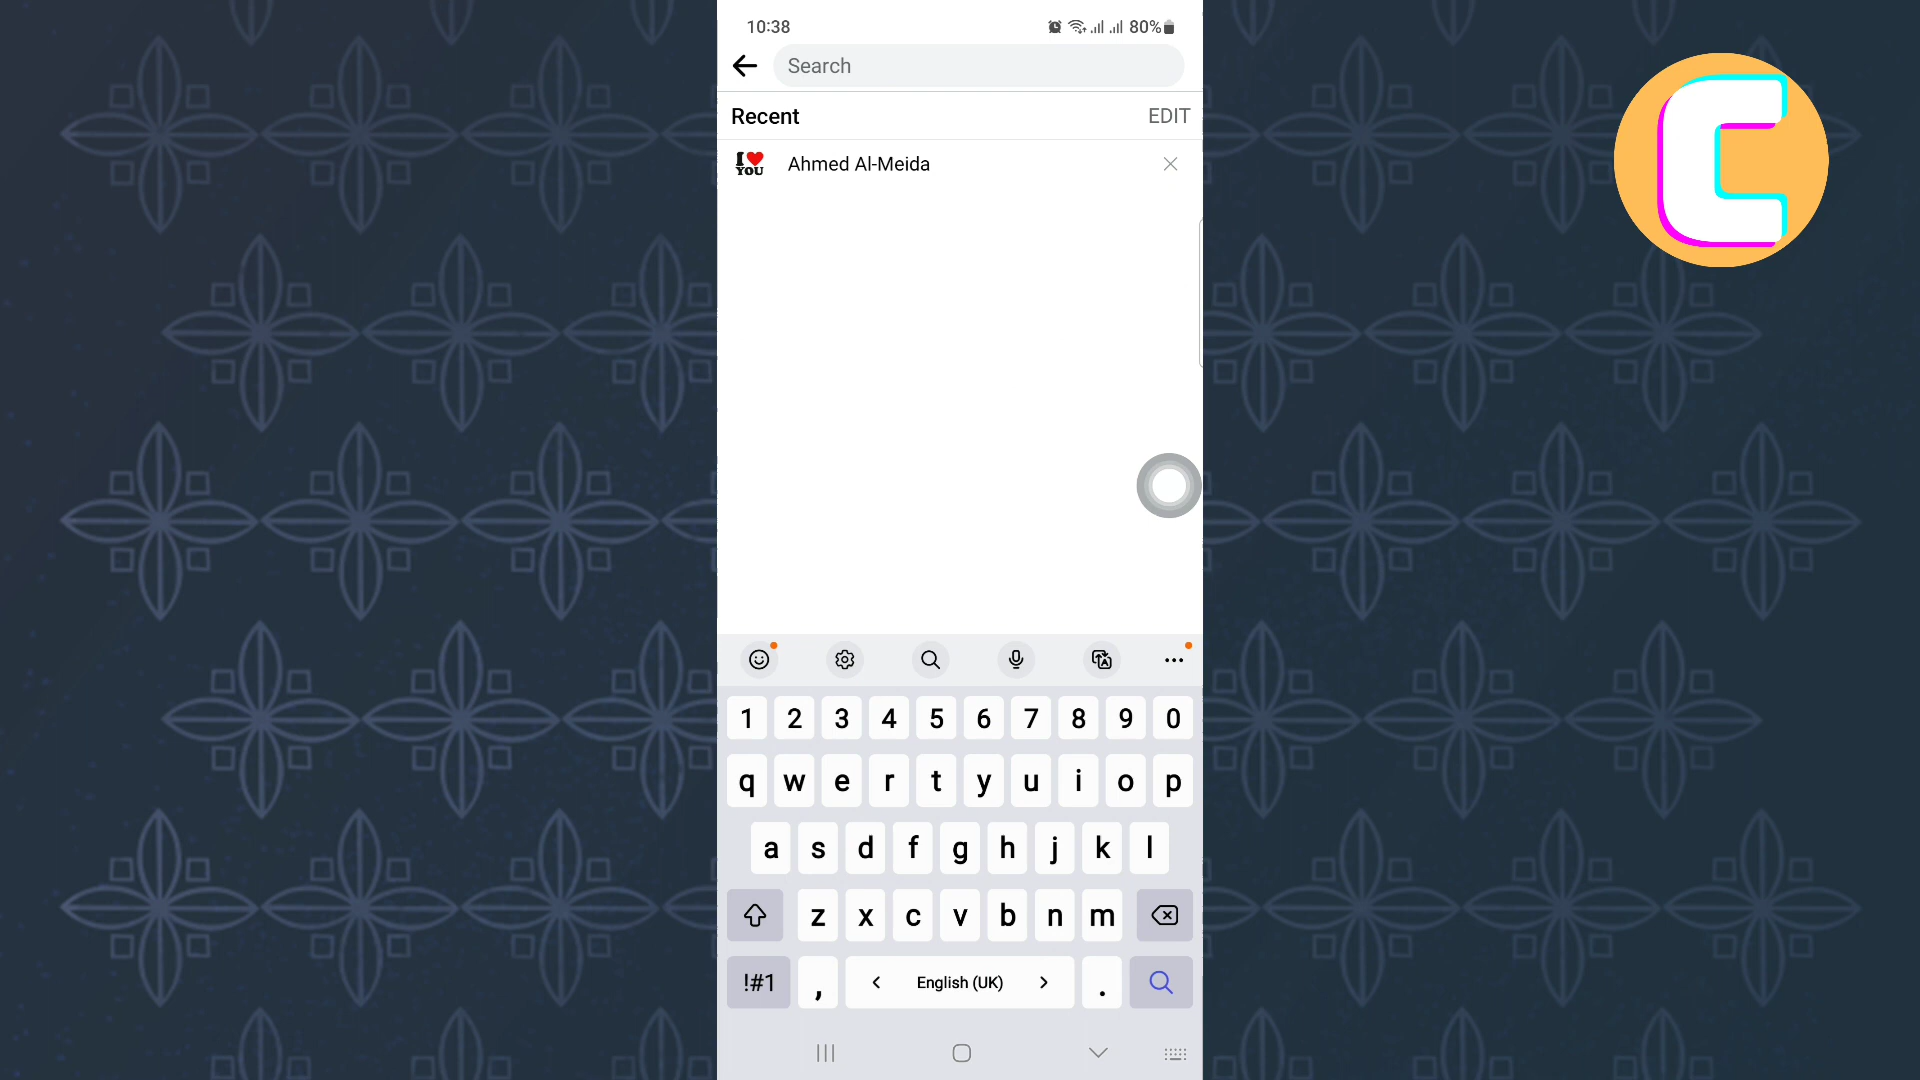 10:38 80%
Search
Recent EDIT
I YOU Ahmed Al-Meida
C
1 2 3 4 5 6 7 8 9 0
q w e r t y u i o p
a s d f g h j k l
z x c v b n m
!#1 , < English (UK) > .